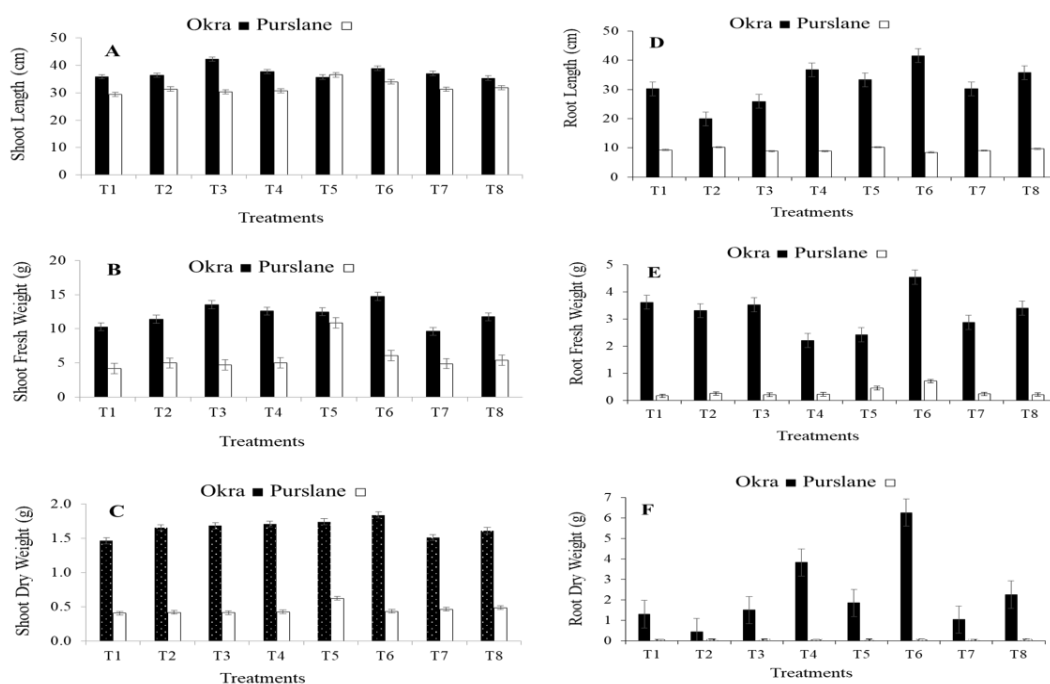 Okra Purslane
A
Shoot Length (cm)
50
40
30
20
10
0
T1 T2 T3 T4 T5 T6 T7 T8
Treatments
Okra Purslane
D
Root Length (cm)
50
40
30
20
10
0
T1 T2 T3 T4 T5 T6 T7 T8
Treatments
Okra Purslane
B
Shoot Fresh Weight (g)
20
15
10
5
0
T1 T2 T3 T4 T5 T6 T7 T8
Treatments
Okra Purslane
E
Root Fresh Weight (g)
5
4
3
2
1
0
T1 T2 T3 T4 T5 T6 T7 T8
Treatments
Okra Purslane
C
Shoot Dry Weight (g)
2.0
1.5
1.0
0.5
0.0
T1 T2 T3 T4 T5 T6 T7 T8
Treatments
Okra Purslane
F
Root Dry Weight (g)
7
6
5
4
3
2
1
0
T1 T2 T3 T4 T5 T6 T7 T8
Treatments